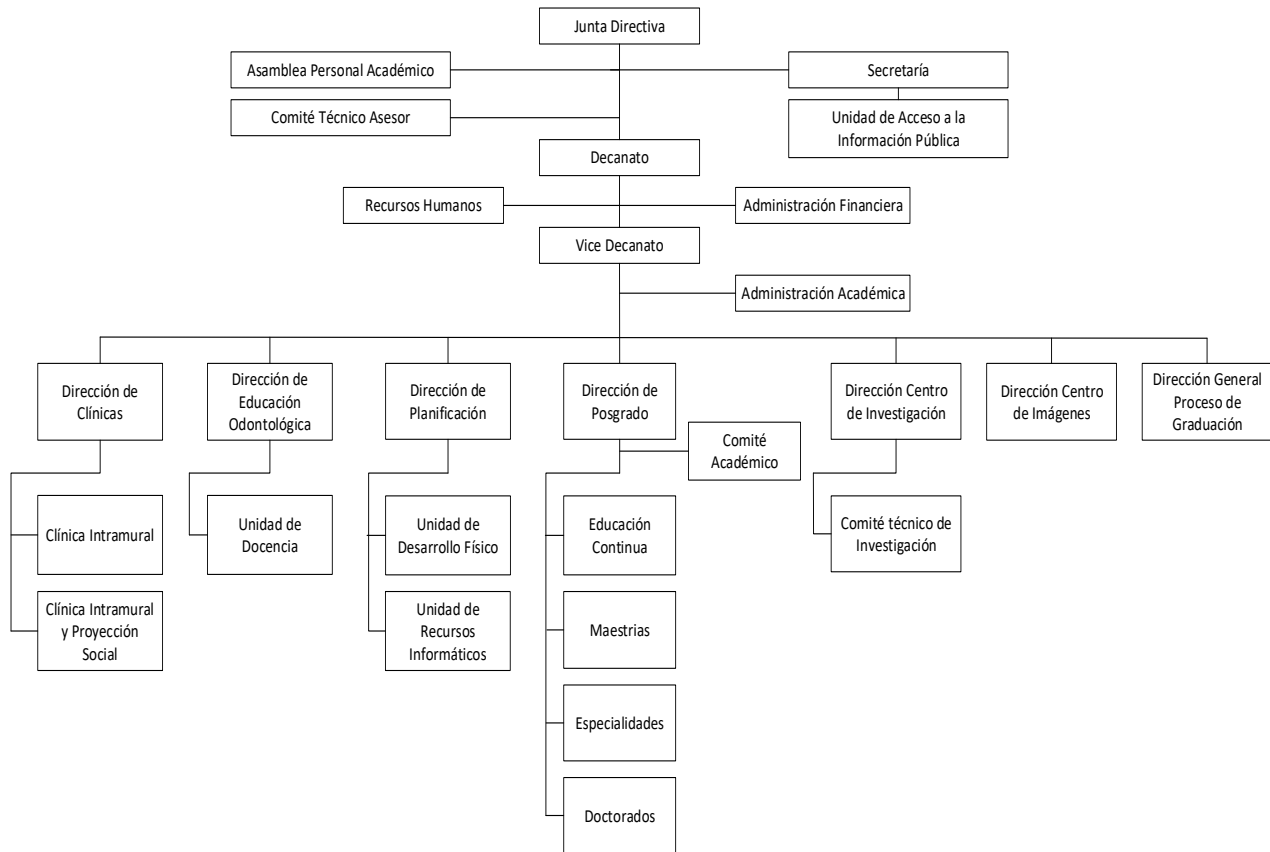 Junta Directiva
Asamblea Personal Académico
Secretaría
Comité Técnico Asesor
Unidad de Acceso a la
Información Pública
Decanato
Recursos Humanos
Administración Financiera
Vice Decanato
Administración Académica
Dirección de
Clínicas
Dirección de
Educación
Odontológica
Dirección de
Planificación
Dirección de
Posgrado
Dirección Centro
de Investigación
Dirección Centro
de Imágenes
Dirección General
Proceso de
Graduación
Comité
Académico
Clínica Intramural
Unidad de
Docencia
Unidad de
Desarrollo Físico
Educación
Continua
Comité técnico de
Investigación
Clínica Intramural
y Proyección
Social
Unidad de
Recursos
Informáticos
Maestrias
Especialidades
Doctorados